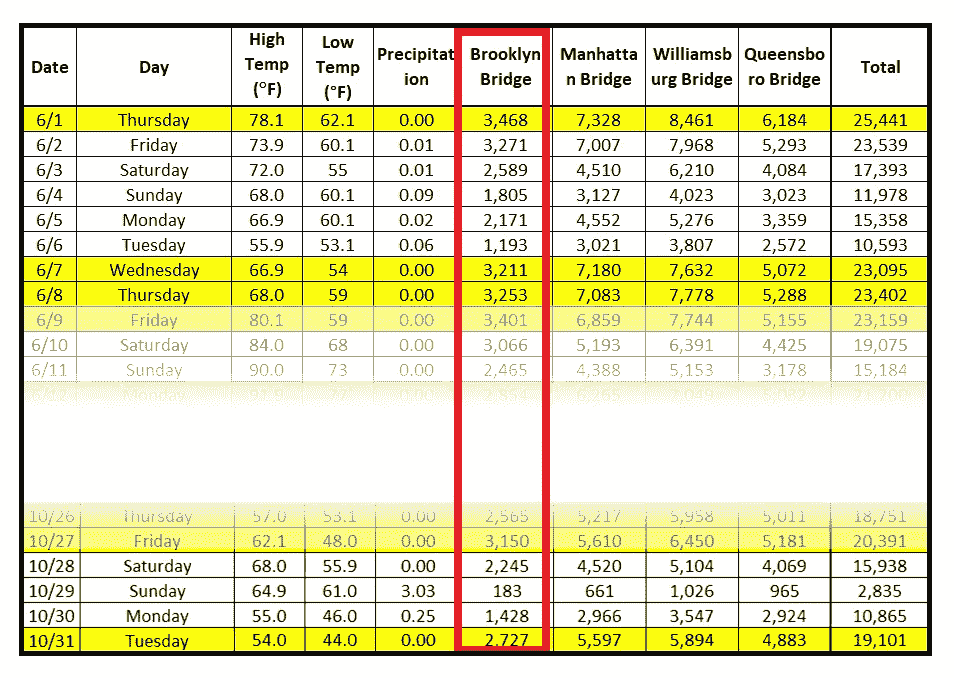 Date Day High Temp (°F) Low Temp (°F) Precipitation Brooklyn Bridge Manhattan Bridge Williamsburg Bridge Queensboro Bridge Total
6/1 Thursday 78.1 62.1 0.00 3,468 7,328 8,461 6,184 25,441
6/2 Friday 73.9 60.1 0.01 3,271 7,007 7,968 5,293 23,539
6/3 Saturday 72.0 55 0.01 2,589 4,510 6,210 4,084 17,393
6/4 Sunday 68.0 60.1 0.09 1,805 3,127 4,023 3,023 11,978
6/5 Monday 66.9 60.1 0.02 2,171 4,552 5,276 3,359 15,358
6/6 Tuesday 55.9 53.1 0.06 1,193 3,021 3,807 2,572 10,593
6/7 Wednesday 66.9 54 0.00 3,211 7,180 7,632 5,072 23,095
6/8 Thursday 68.0 59 0.00 3,253 7,083 7,778 5,288 23,402
6/9 Friday 80.1 59 0.00 3,401 6,859 7,744 5,155 23,159
6/10 Saturday 84.0 68 0.00 3,066 5,193 6,391 4,425 19,075
6/11 Sunday 90.0 73 0.00 2,465 4,388 5,153 3,178 15,184
6/12 Monday
10/26 Thursday 57.0 53.1 0.00 2,565 5,217 5,958 5,011 18,751
10/27 Friday 62.1 48.0 0.00 3,150 5,610 6,450 5,181 20,391
10/28 Saturday 68.0 55.9 0.00 2,245 4,520 5,104 4,069 15,938
10/29 Sunday 64.9 61.0 3.03 183 661 1,026 965 2,835
10/30 Monday 55.0 46.0 0.25 1,428 2,966 3,547 2,924 10,865
10/31 Tuesday 54.0 44.0 0.00 2,727 5,597 5,894 4,883 19,101